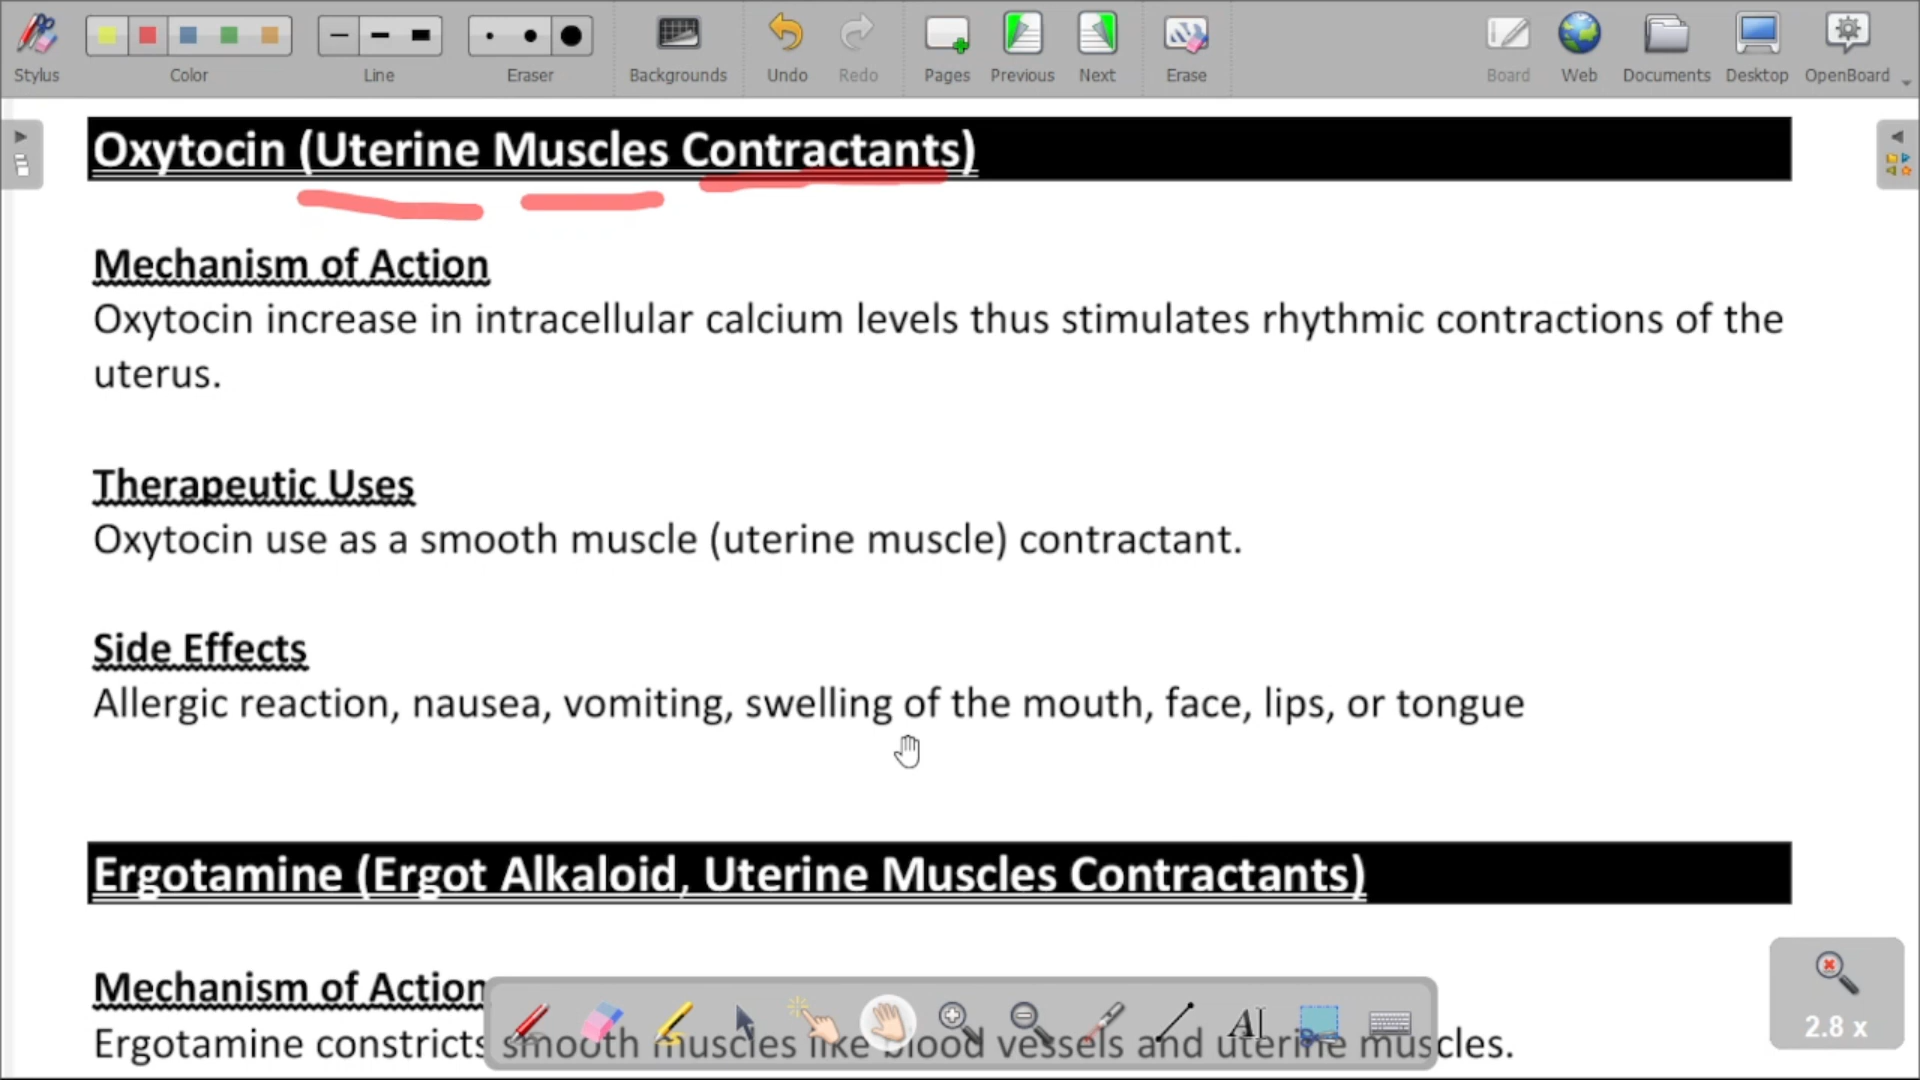 Stylus
Color
Line
Eraser
Backgrounds
Undo
Redo
Pages
Previous
Next
Erase
Board
Web
Documents
Desktop
OpenBoard
Oxytocin (Uterine Muscles Contractants)
Mechanism of Action
Oxytocin increase in intracellular calcium levels thus stimulates rhythmic contractions of the
uterus.
Therapeutic Uses
Oxytocin use as a smooth muscle (uterine muscle) contractant.
Side Effects
Allergic reaction, nausea, vomiting, swelling of the mouth, face, lips, or tongue
Ergotamine (Ergot Alkaloid, Uterine Muscles Contractants)
Mechanism of Action
Ergotamine constricts smooth muscles like blood vessels and uterine muscles.
2.8 x